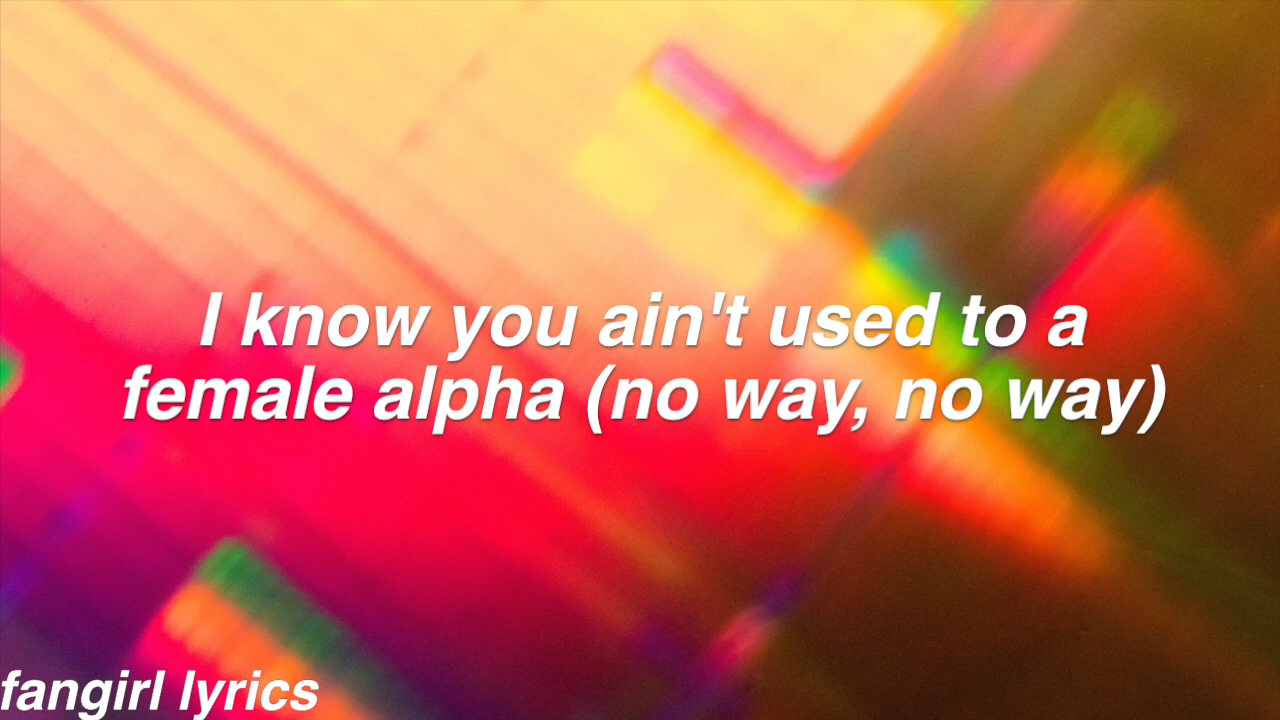 I know you ain't used to a
female alpha (no way, no way)
fangirl lyrics